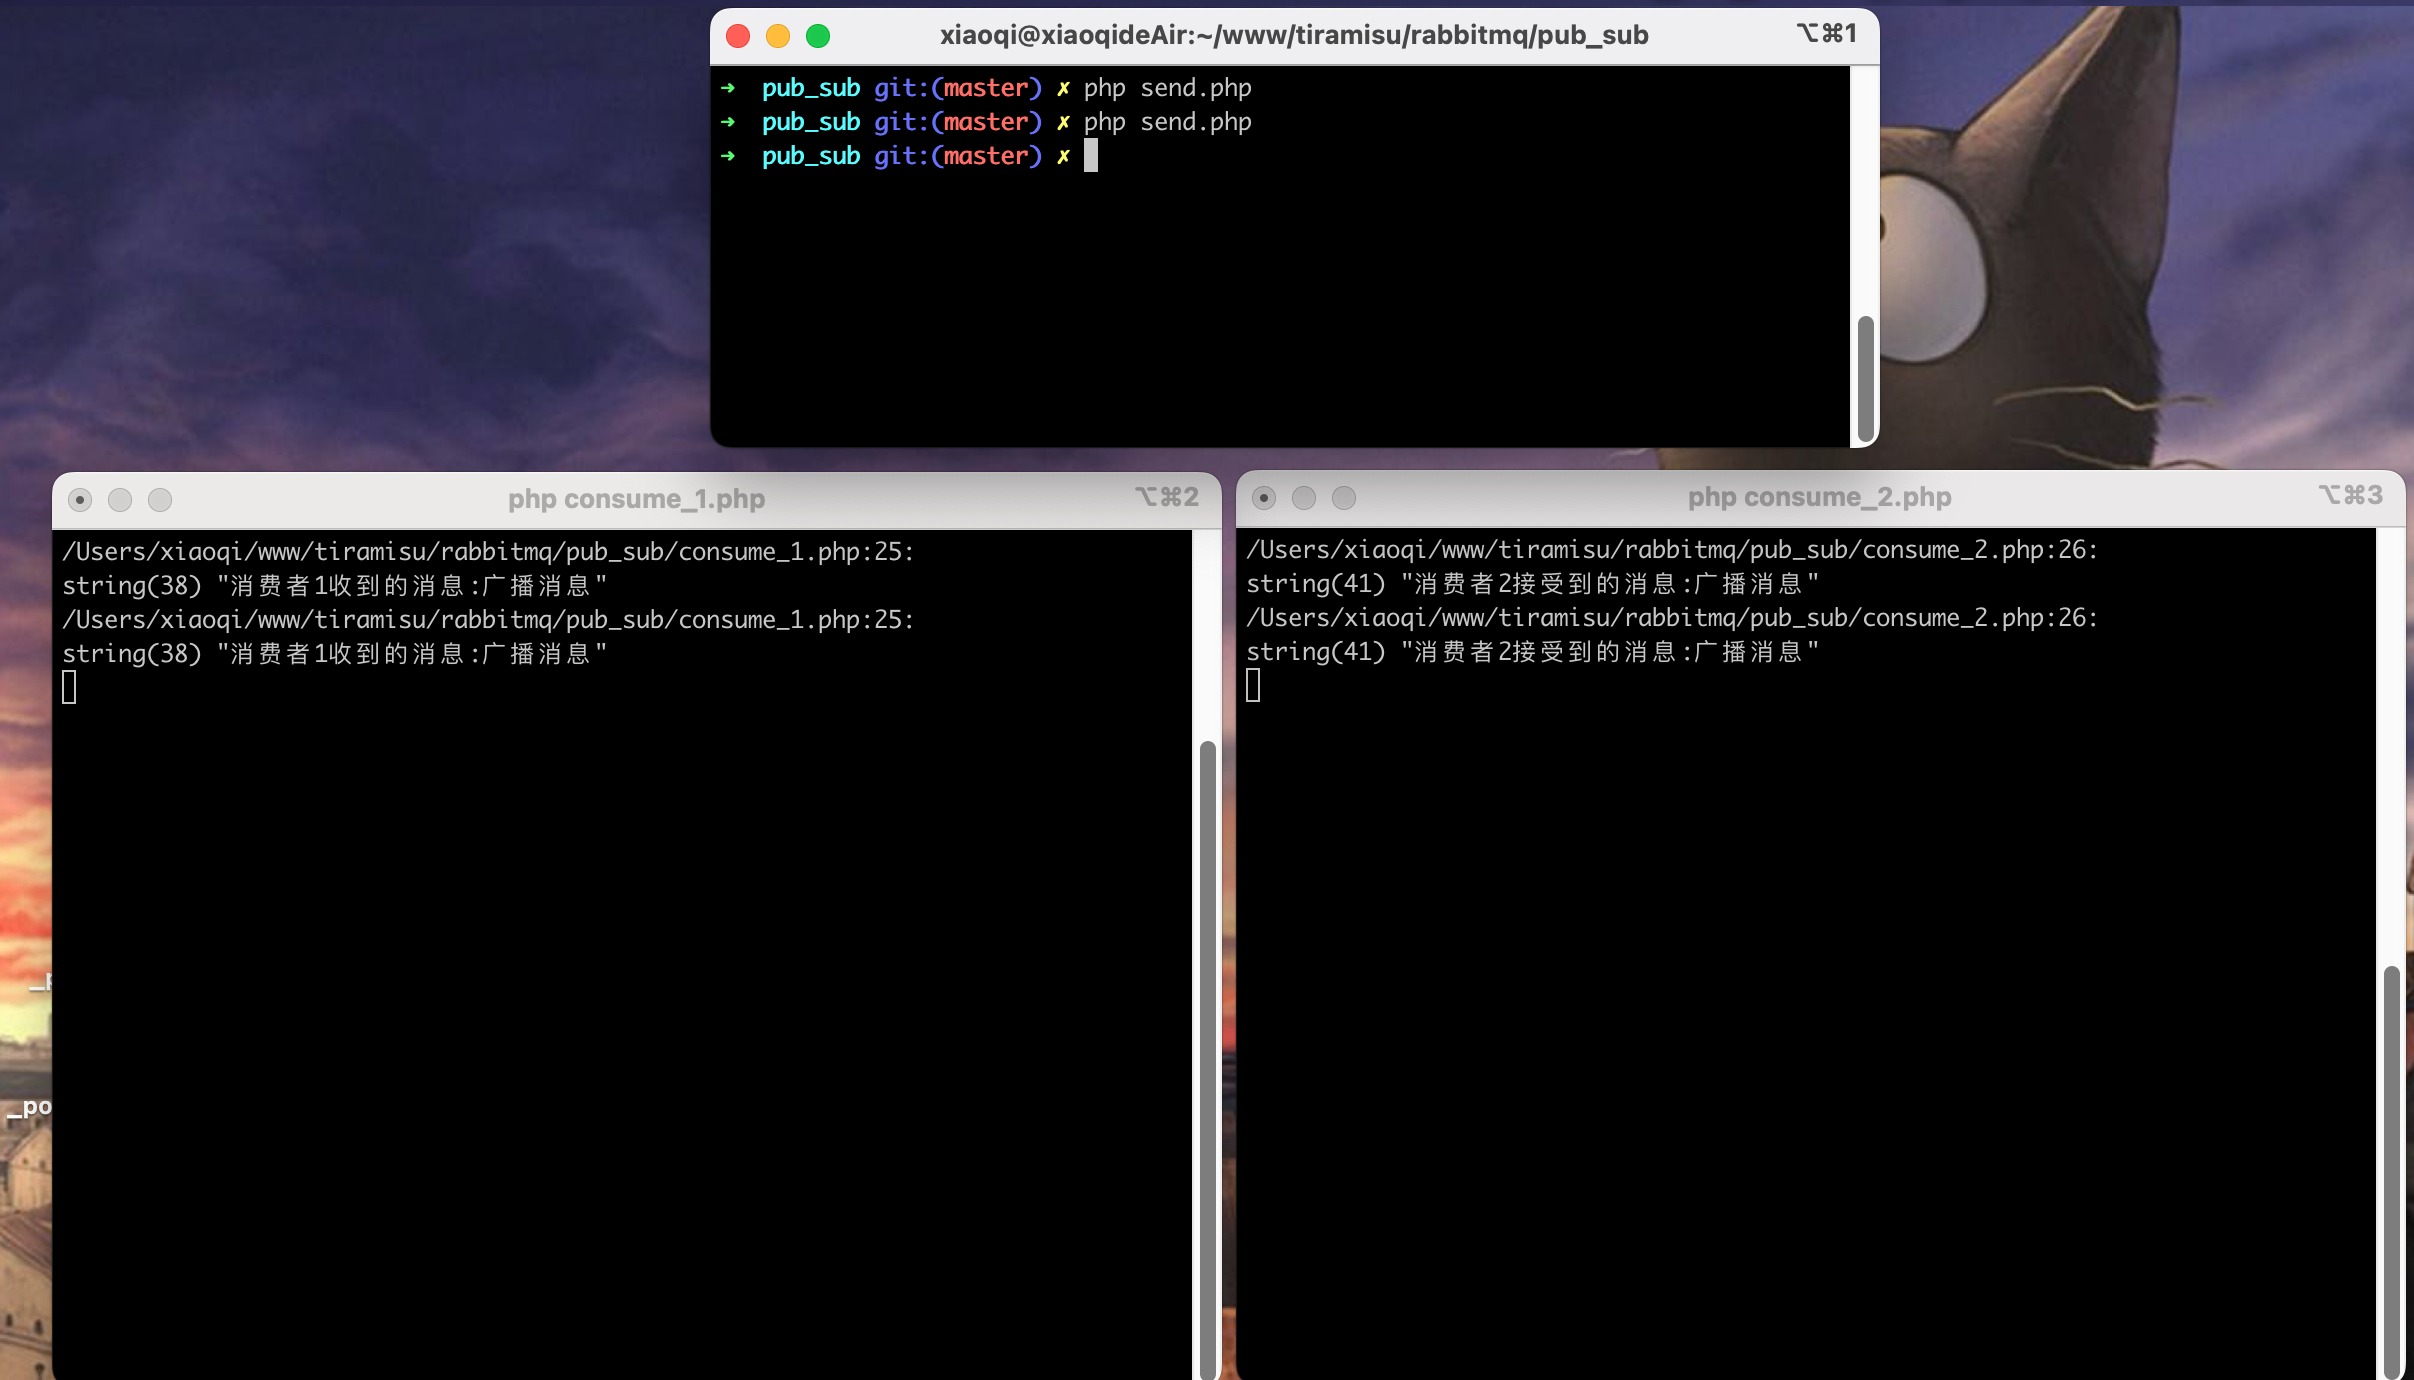 xiaoqi@xiaoqideAir:~/www/tiramisu/rabbitmq/pub_sub ⌥⌘1
➜ pub_sub git:(master) ✗ php send.php
➜ pub_sub git:(master) ✗ php send.php
➜ pub_sub git:(master) ✗
php consume_1.php ⌥⌘2
/Users/xiaoqi/www/tiramisu/rabbitmq/pub_sub/consume_1.php:25:
string(38) "消费者1收到的消息:广播消息"
/Users/xiaoqi/www/tiramisu/rabbitmq/pub_sub/consume_1.php:25:
string(38) "消费者1收到的消息:广播消息"
php consume_2.php ⌥⌘3
/Users/xiaoqi/www/tiramisu/rabbitmq/pub_sub/consume_2.php:26:
string(41) "消费者2接受到的消息:广播消息"
/Users/xiaoqi/www/tiramisu/rabbitmq/pub_sub/consume_2.php:26:
string(41) "消费者2接受到的消息:广播消息"
_po